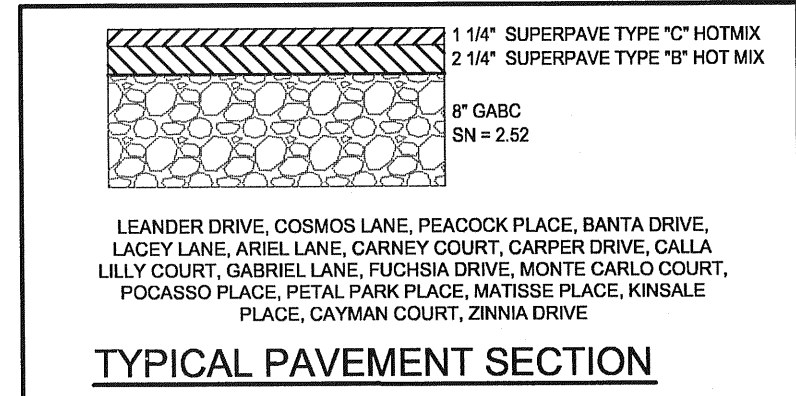 1 1/4" SUPERPAVE TYPE "C" HOTMIX
2 1/4" SUPERPAVE TYPE "B" HOT MIX
8" GABC
SN = 2.52
LEANDER DRIVE, COSMOS LANE, PEACOCK PLACE, BANTA DRIVE,
LACEY LANE, ARIEL LANE, CARNEY COURT, CARPER DRIVE, CALLA
LILLY COURT, GABRIEL LANE, FUCHSIA DRIVE, MONTE CARLO COURT,
POCASSO PLACE, PETAL PARK PLACE, MATISSE PLACE, KINSALE
PLACE, CAYMAN COURT, ZINNIA DRIVE
TYPICAL PAVEMENT SECTION